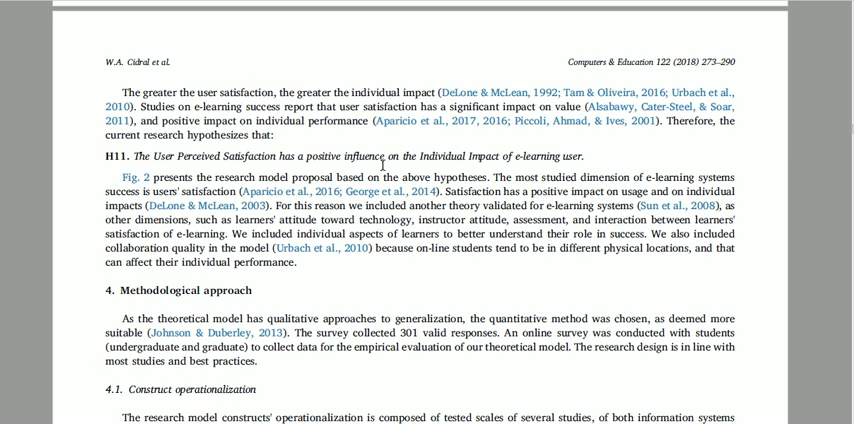 W.A. Cidral et al.
Computers & Education 122 (2018) 273–290
The greater the user satisfaction, the greater the individual impact (DeLone & McLean, 1992; Tam & Oliveira, 2016; Urbach et al.,
2010). Studies on e-learning success report that user satisfaction has a significant impact on value (Alsabawy, Cater-Steel, & Soar,
2011), and positive impact on individual performance (Aparicio et al., 2017, 2016; Piccoli, Ahmad, & Ives, 2001). Therefore, the
current research hypothesizes that:
H11. The User Perceived Satisfaction has a positive influence on the Individual Impact of e-learning user.
Fig. 2 presents the research model proposal based on the above hypotheses. The most studied dimension of e-learning systems
success is users' satisfaction (Aparicio et al., 2016; George et al., 2014). Satisfaction has a positive impact on usage and on individual
impacts (DeLone & McLean, 2003). For this reason we included another theory validated for e-learning systems (Sun et al., 2008), as
other dimensions, such as learners' attitude toward technology, instructor attitude, assessment, and interaction between learners'
satisfaction of e-learning. We included individual aspects of learners to better understand their role in success. We also included
collaboration quality in the model (Urbach et al., 2010) because on-line students tend to be in different physical locations, and that
can affect their individual performance.
4. Methodological approach
As the theoretical model has qualitative approaches to generalization, the quantitative method was chosen, as deemed more
suitable (Johnson & Duberley, 2013). The survey collected 301 valid responses. An online survey was conducted with students
(undergraduate and graduate) to collect data for the empirical evaluation of our theoretical model. The research design is in line with
most studies and best practices.
4.1. Construct operationalization
The research model constructs' operationalization is composed of tested scales of several studies, of both information systems